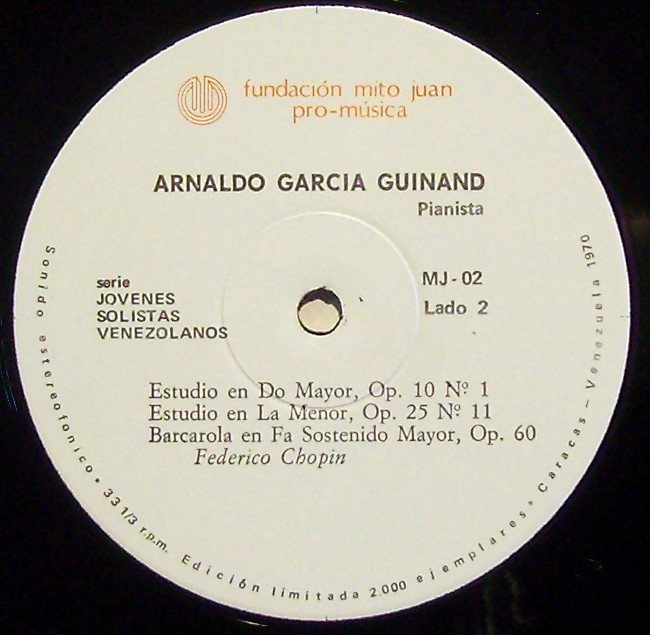 fundación mito juan
pro-música
ARNALDO GARCIA GUINAND
Pianista
serie
JOVENES
SOLISTAS
VENEZOLANOS
MJ-02
Lado 2
Estudio en Do Mayor, Op. 10 Nº 1
Estudio en La Menor, Op. 25 Nº 11
Barcarola en Fa Sostenido Mayor, Op. 60
Federico Chopin
Sonido estereofonico • 33 1/3 r.p.m. Edición limitada 2.000 ejemplares • Caracas – Venezuela 1970